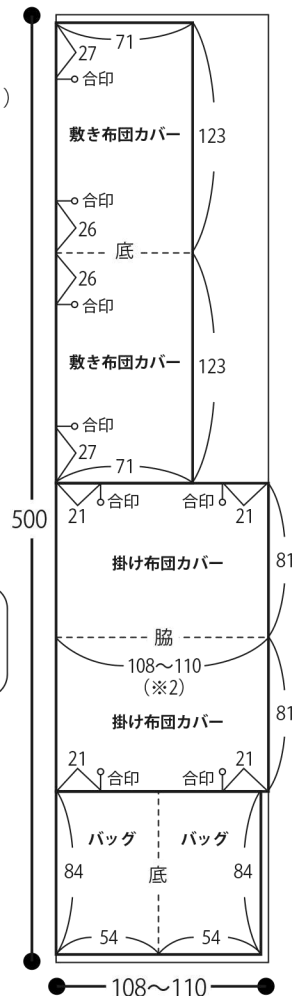 71
27
）
合印
敷き布団カバー
123
合印
26
底
26
合印
敷き布団カバー
123
合印
27
71
500
21
合印
合印
21
掛け布団カバー
81
脇
108〜110
（※2）
掛け布団カバー
81
21
合印
合印
21
バッグ
バッグ
84
底
84
54
54
108〜110